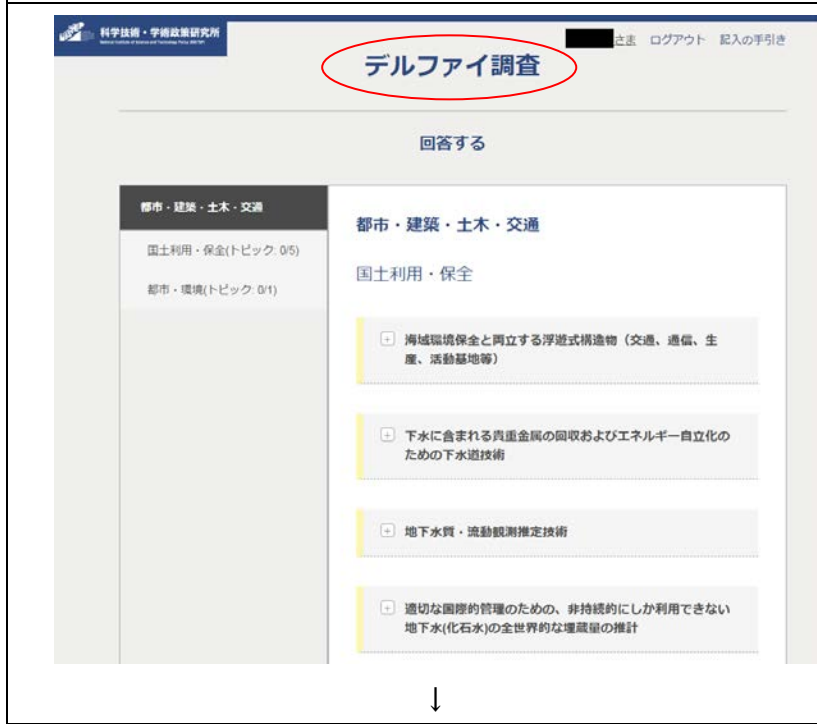 科学技術・学術政策研究所
National Institute of Science and Technology Policy (NISTEP)
さま ログアウト 記入の手引き
デルファイ調査
回答する
都市・建築・土木・交通
国土利用・保全(トピック: 0/5)
都市・環境(トピック: 0/1)
都市・建築・土木・交通
国土利用・保全
海域環境保全と両立する浮遊式構造物（交通、通信、生
産、活動基地等）
下水に含まれる貴重金属の回収およびエネルギー自立化の
ための下水道技術
地下水質・流動観測推定技術
適切な国際的管理のための、非持続的にしか利用できない
地下水(化石水)の全世界的な埋蔵量の推計
↓